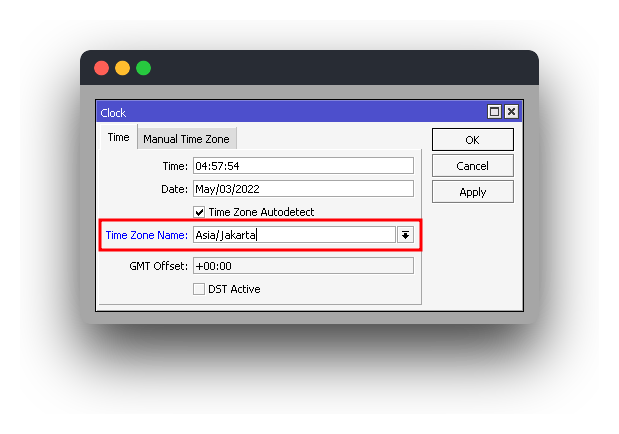 Clock
Time Manual Time Zone
OK
Time: 04:57:54
Cancel
Date: May/03/2022
Apply
Time Zone Autodetect
Time Zone Name: Asia/Jakarta
GMT Offset: +00:00
DST Active